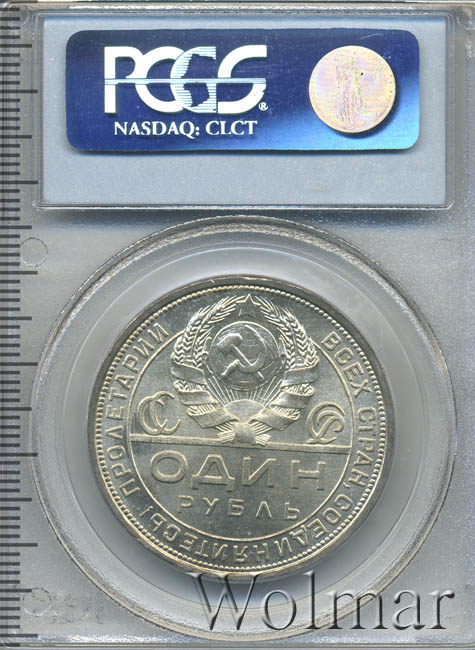 PCGS®
NASDAQ: CLCT
ПРОЛЕТАРИИ ВСЕХ СТРАН, СОЕДИНЯЙТЕСЬ!
СС СР
ОДИН
РУБЛЬ
Wolmar